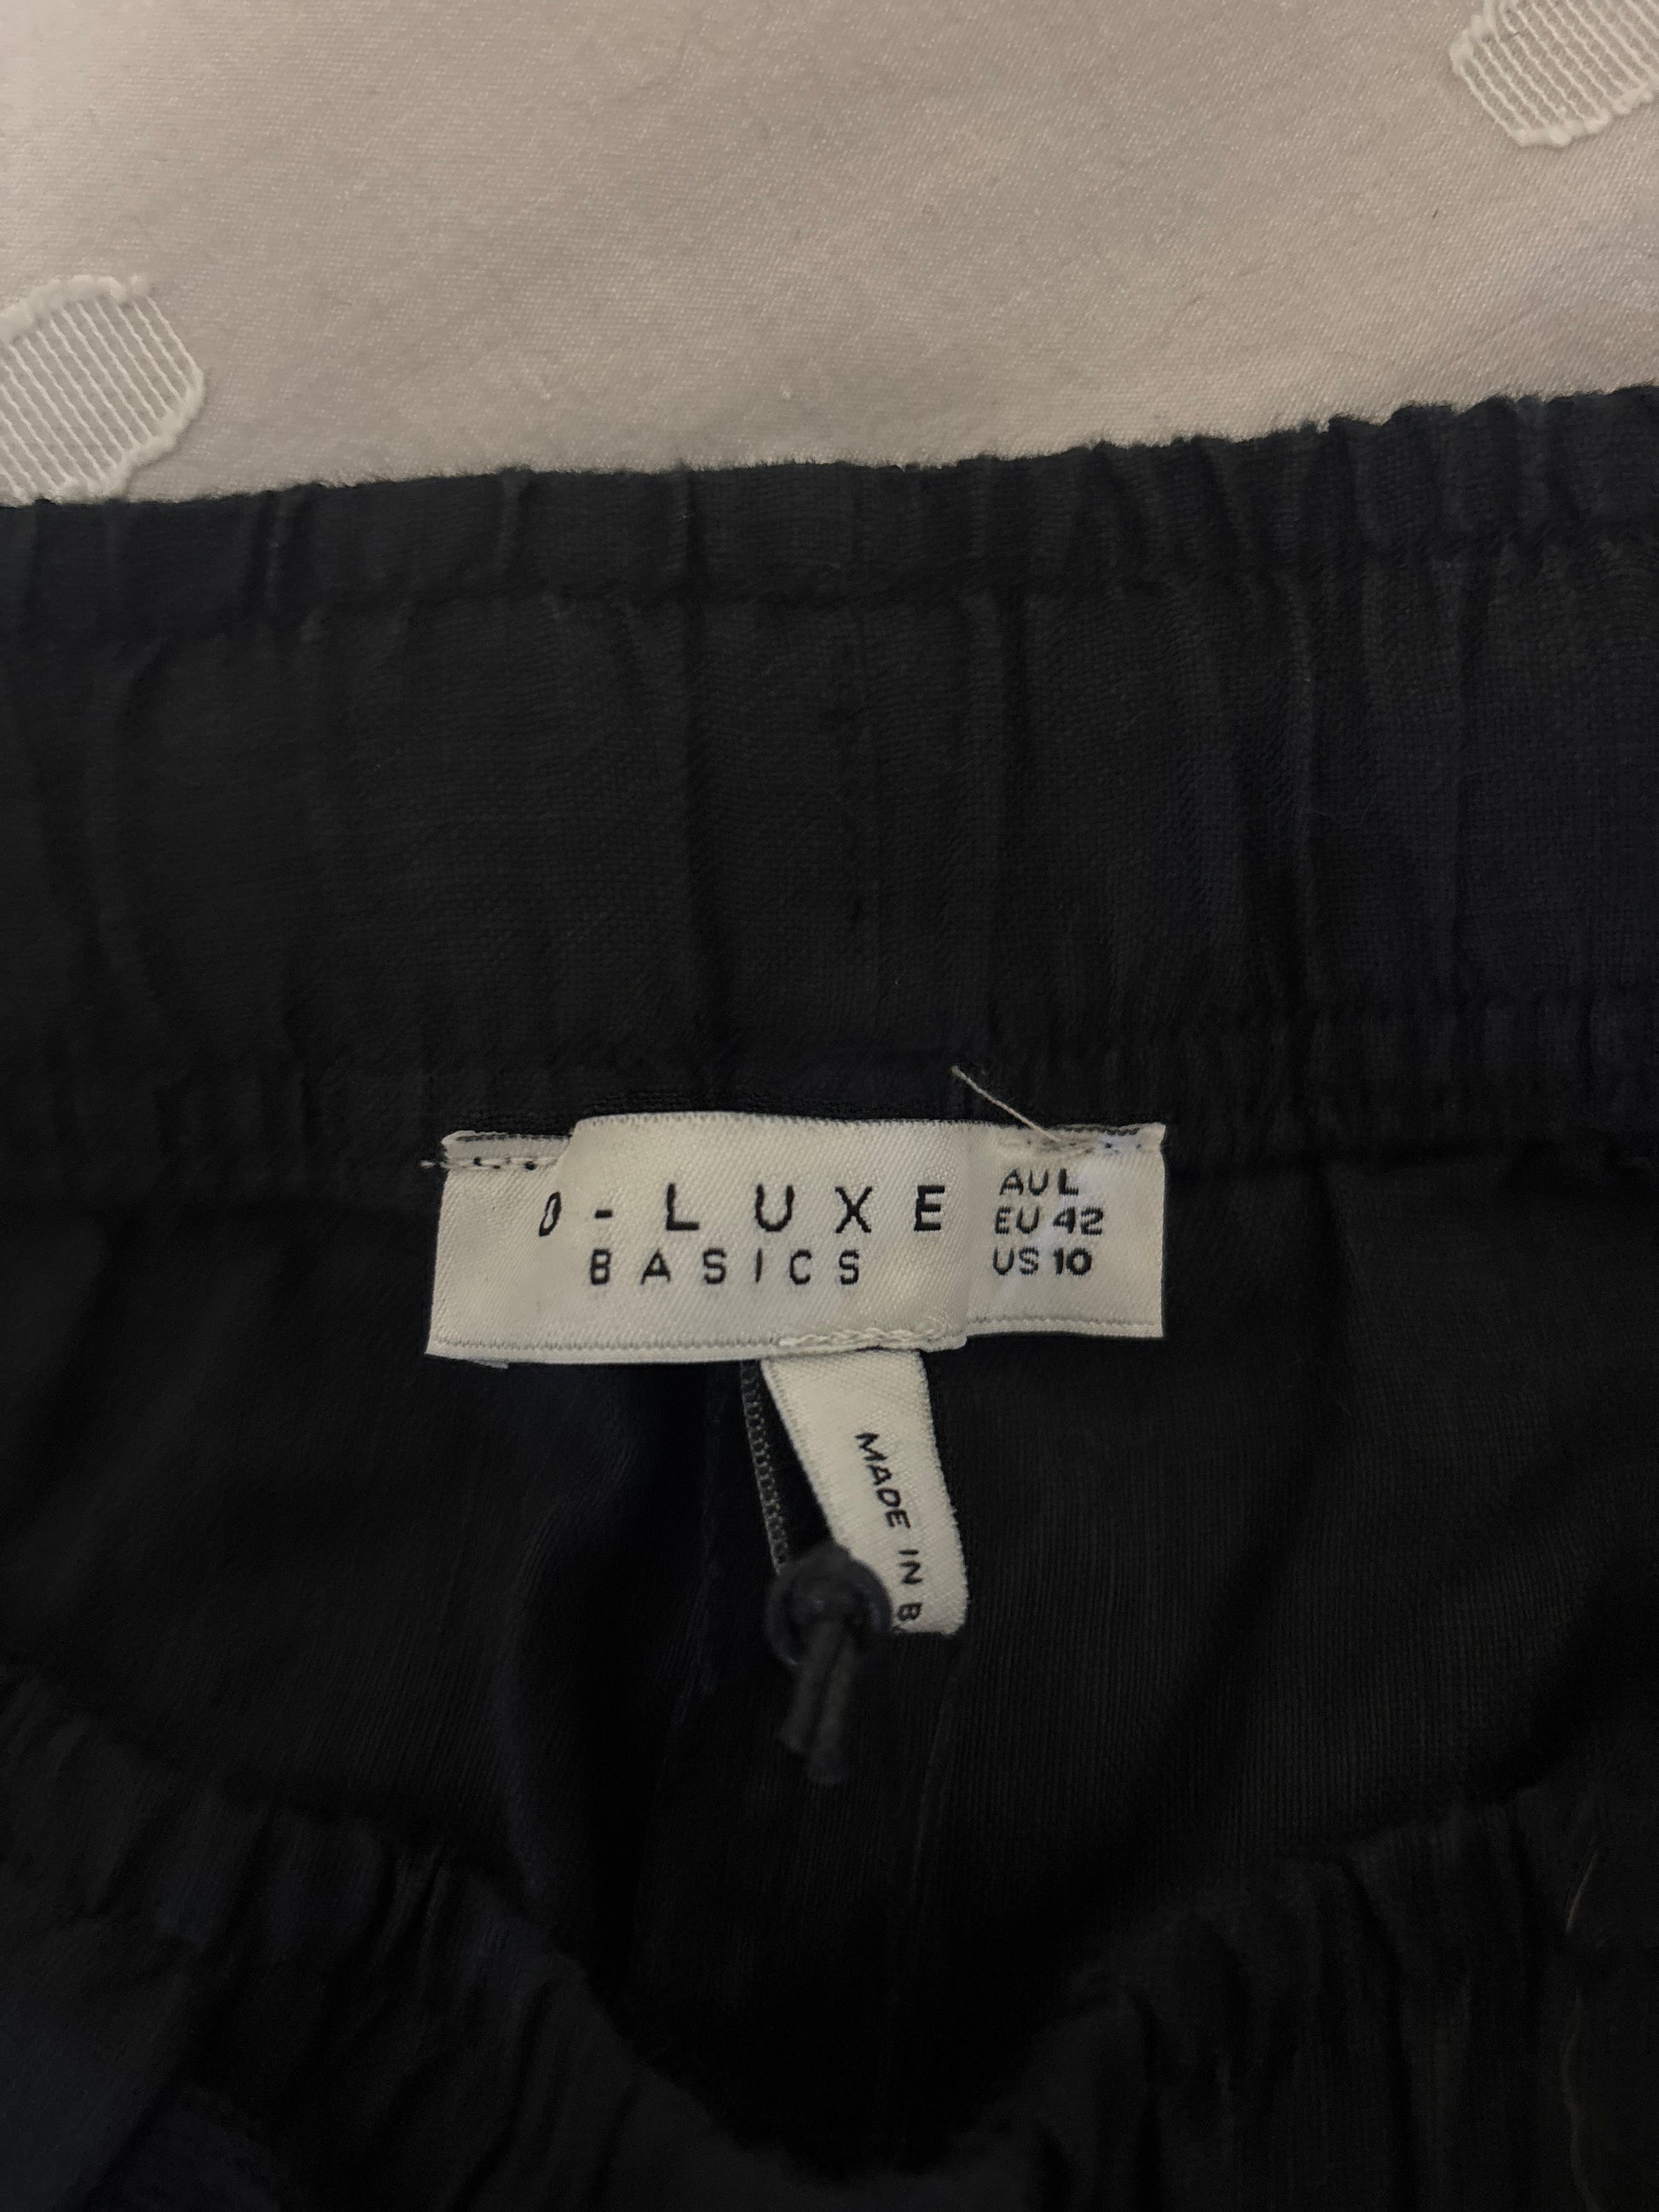 D-LUXE
BASICS
AU L
EU 42
US 10
MADE IN B